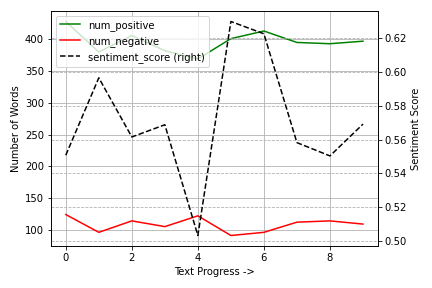 num_positive
num_negative
sentiment_score (right)
400
350
300
250
200
150
100
0.62
0.60
0.58
0.56
0.54
0.52
0.50
0 2 4 6 8
Number of Words
Sentiment Score
Text Progress ->